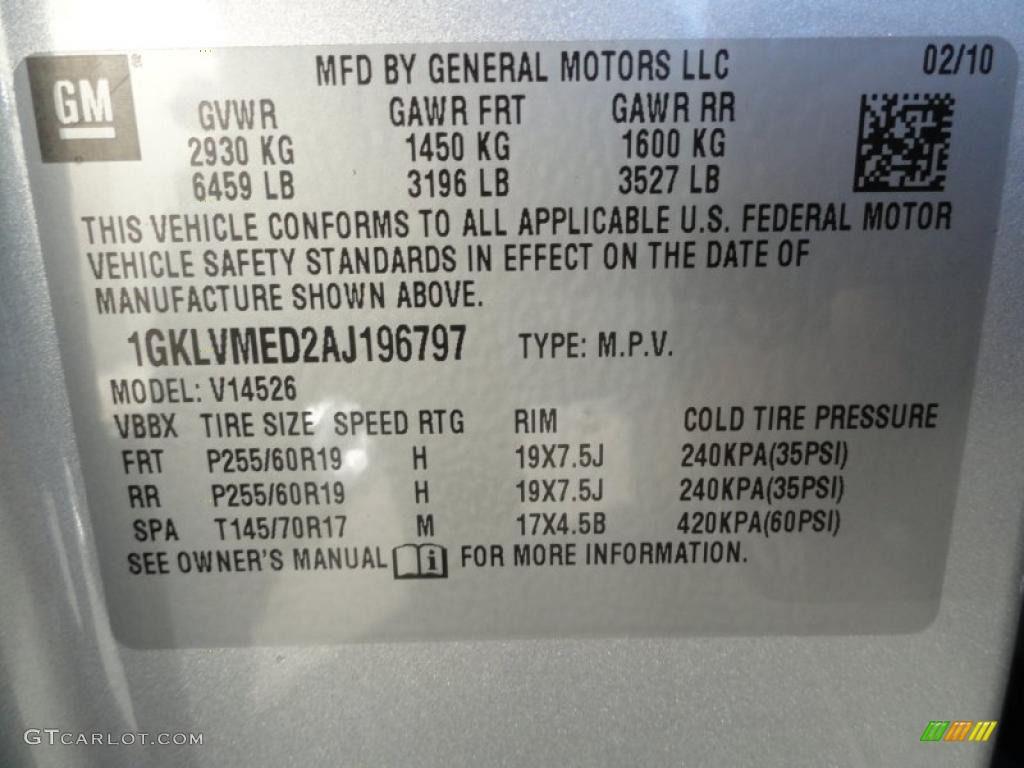 GM
MFD BY GENERAL MOTORS LLC 02/10
GVWR GAWR FRT GAWR RR
2930 KG 1450 KG 1600 KG
6459 LB 3196 LB 3527 LB
THIS VEHICLE CONFORMS TO ALL APPLICABLE U.S. FEDERAL MOTOR
VEHICLE SAFETY STANDARDS IN EFFECT ON THE DATE OF
MANUFACTURE SHOWN ABOVE.
1GKLVMED2AJ196797 TYPE: M.P.V.
MODEL: V14526
VBBX TIRE SIZE SPEED RTG RIM COLD TIRE PRESSURE
FRT P255/60R19 H 19X7.5J 240KPA(35PSI)
RR P255/60R19 H 19X7.5J 240KPA(35PSI)
SPA T145/70R17 M 17X4.5B 420KPA(60PSI)
SEE OWNER'S MANUAL i FOR MORE INFORMATION.
GTCARLOT.COM